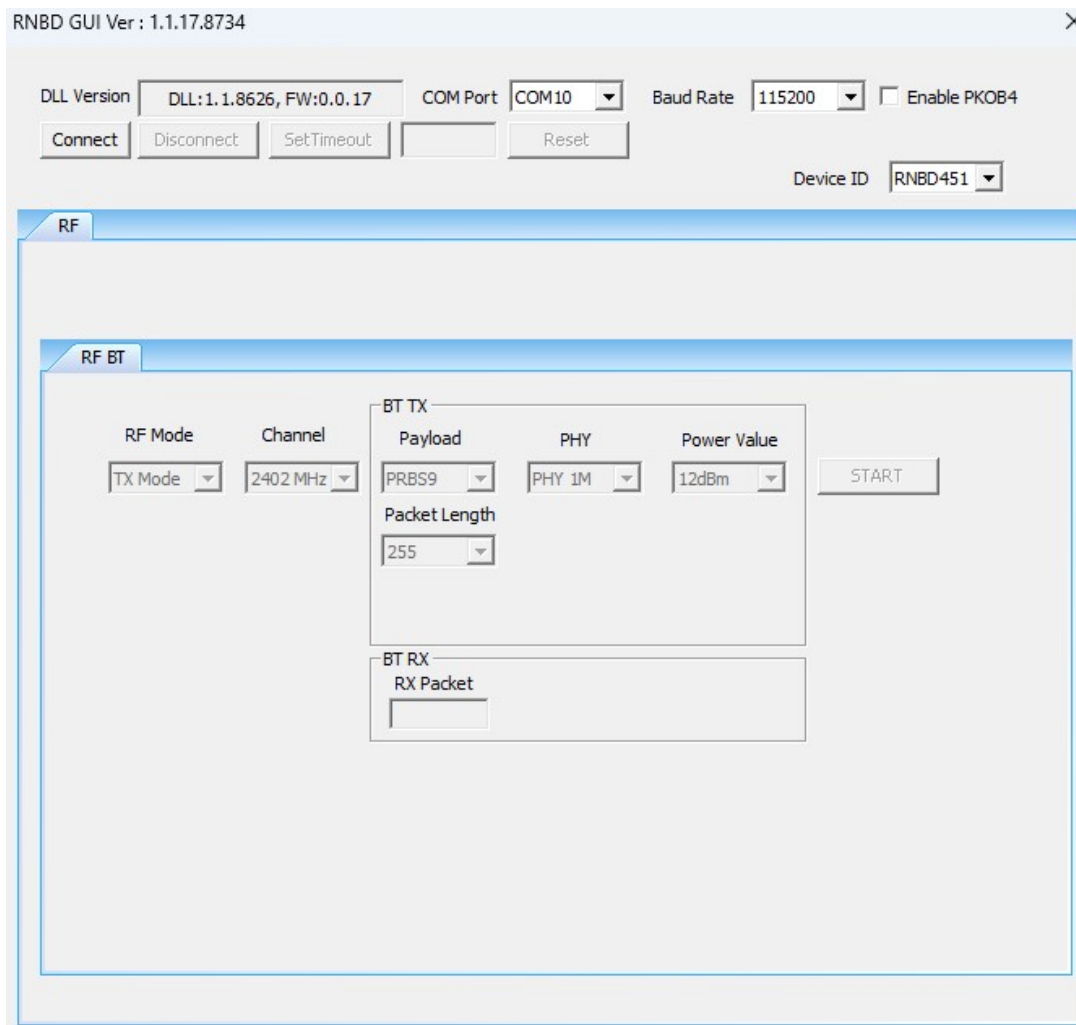 RNBD GUI Ver : 1.1.17.8734
DLL Version DLL:1.1.8626, FW:0.0.17 COM Port COM10 Baud Rate 115200 Enable PKOB4
Connect Disconnect SetTimeout Reset
Device ID RNBD451
RF
RF BT
BT TX
RF Mode Channel Payload PHY Power Value
TX Mode 2402 MHz PRBS9 PHY 1M 12dBm START
Packet Length
255
BT RX
RX Packet